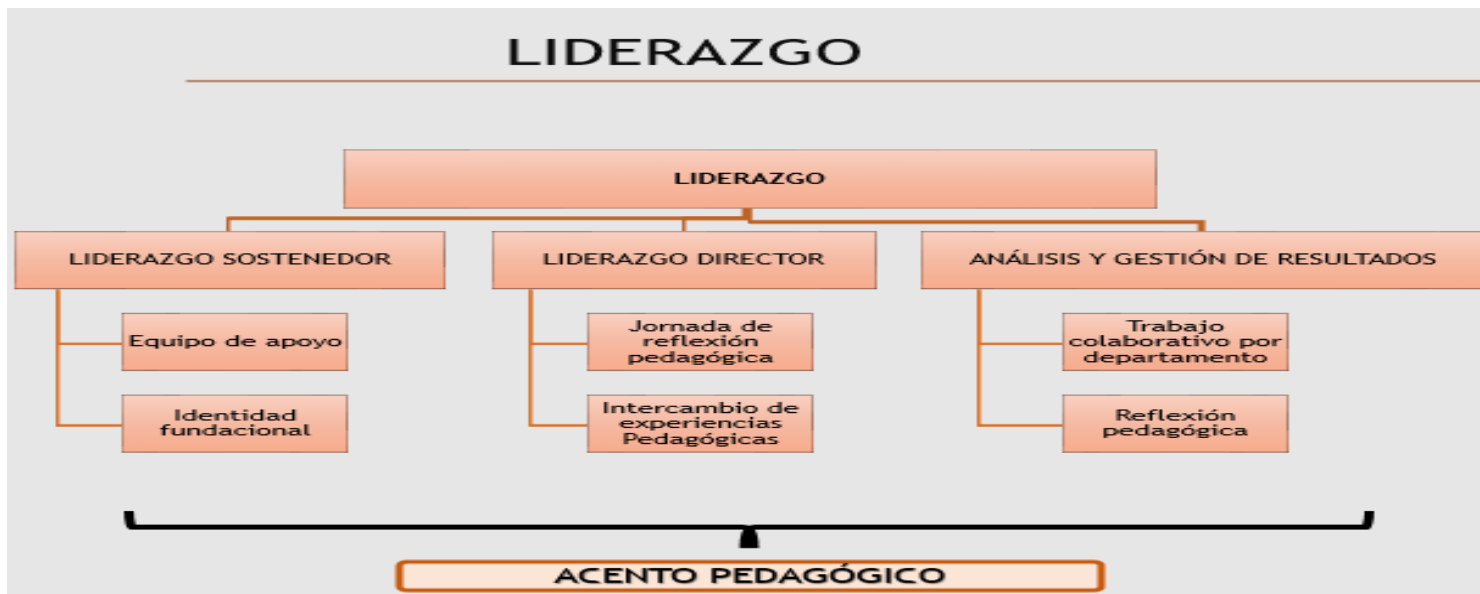 LIDERAZGO
LIDERAZGO
LIDERAZGO SOSTENEDOR
Equipo de apoyo
Identidad
fundacional
LIDERAZGO DIRECTOR
Jornada de
reflexión
pedagógica
Intercambio de
experiencias
Pedagógicas
ANÁLISIS Y GESTIÓN DE RESULTADOS
Trabajo
colaborativo por
departamento
Reflexión
pedagógica
ACENTO PEDAGÓGICO